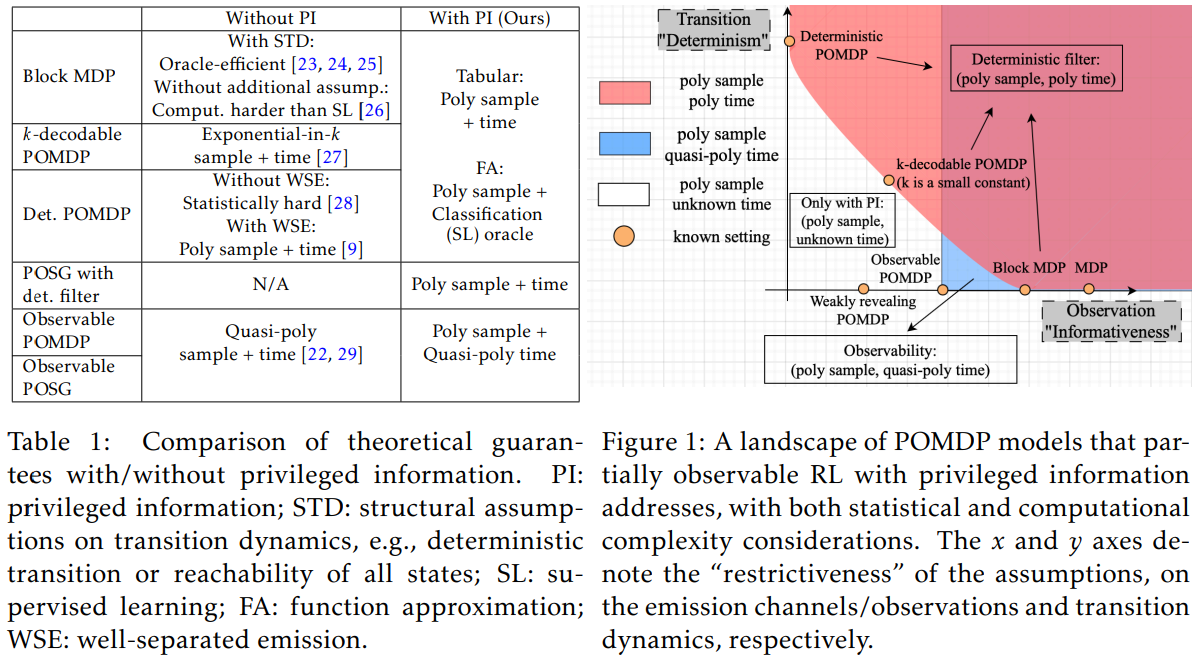 Without PI
With PI (Ours)
Block MDP
With STD:
Oracle-efficient [23, 24, 25]
Without additional assump.:
Comput. harder than SL [26]
Tabular:
Poly sample
+ time
FA:
Poly sample +
Classification
(SL) oracle
k-decodable
POMDP
Exponential-in-k
sample + time [27]
Det. POMDP
Without WSE:
Statistically hard [28]
With WSE:
Poly sample + time [9]
POSG with
det. filter
N/A
Poly sample + time
Observable
POMDP
Quasi-poly
sample + time [22, 29]
Poly sample +
Quasi-poly time
Observable
POSG
Table 1: Comparison of theoretical guaran-
tees with/without privileged information. PI:
privileged information; STD: structural assump-
tions on transition dynamics, e.g., deterministic
transition or reachability of all states; SL: su-
pervised learning; FA: function approximation;
WSE: well-separated emission.
Transition
"Determinism"
Deterministic
POMDP
Deterministic filter:
(poly sample, poly time)
poly sample
poly time
poly sample
quasi-poly time
poly sample
unknown time
known setting
k-decodable POMDP
(k is a small constant)
Only with PI:
(poly sample,
unknown time)
Observable
POMDP
Block MDP
MDP
Weakly revealing
POMDP
Observation
"Informativeness"
Observability:
(poly sample, quasi-poly time)
Figure 1: A landscape of POMDP models that par-
tially observable RL with privileged information
addresses, with both statistical and computational
complexity considerations. The x and y axes de-
note the “restrictiveness” of the assumptions, on
the emission channels/observations and transition
dynamics, respectively.